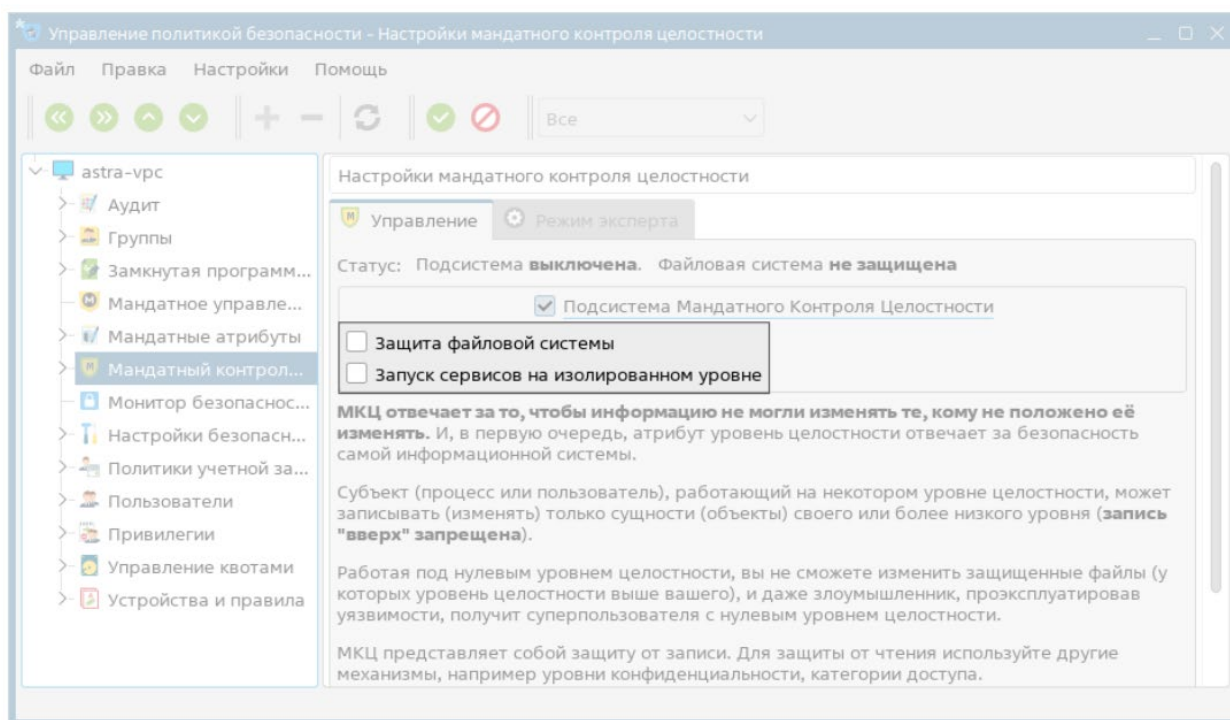 Управление политикой безопасности – Настройки мандатного контроля целостности
Файл Правка Настройки Помощь
Все
astra-vpc
Аудит
Группы
Замкнутая программ...
Мандатное управле...
Мандатные атрибуты
Мандатный контрол...
Монитор безопаснос...
Настройки безопасн...
Политики учетной за...
Пользователи
Привилегии
Управление квотами
Устройства и правила
Настройки мандатного контроля целостности
Управление Режим эксперта
Статус: Подсистема выключена. Файловая система не защищена
Подсистема Мандатного Контроля Целостности
Защита файловой системы
Запуск сервисов на изолированном уровне
МКЦ отвечает за то, чтобы информацию не могли изменять те, кому не положено её
изменять. И, в первую очередь, атрибут уровень целостности отвечает за безопасность
самой информационной системы.
Субъект (процесс или пользователь), работающий на некотором уровне целостности, может
записывать (изменять) только сущности (объекты) своего или более низкого уровня (запись
"вверх" запрещена).
Работая под нулевым уровнем целостности, вы не сможете изменить защищенные файлы (у
которых уровень целостности выше вашего), и даже злоумышленник, проэксплуатировав
уязвимости, получит суперпользователя с нулевым уровнем целостности.
МКЦ представляет собой защиту от записи. Для защиты от чтения используйте другие
механизмы, например уровни конфиденциальности, категории доступа.